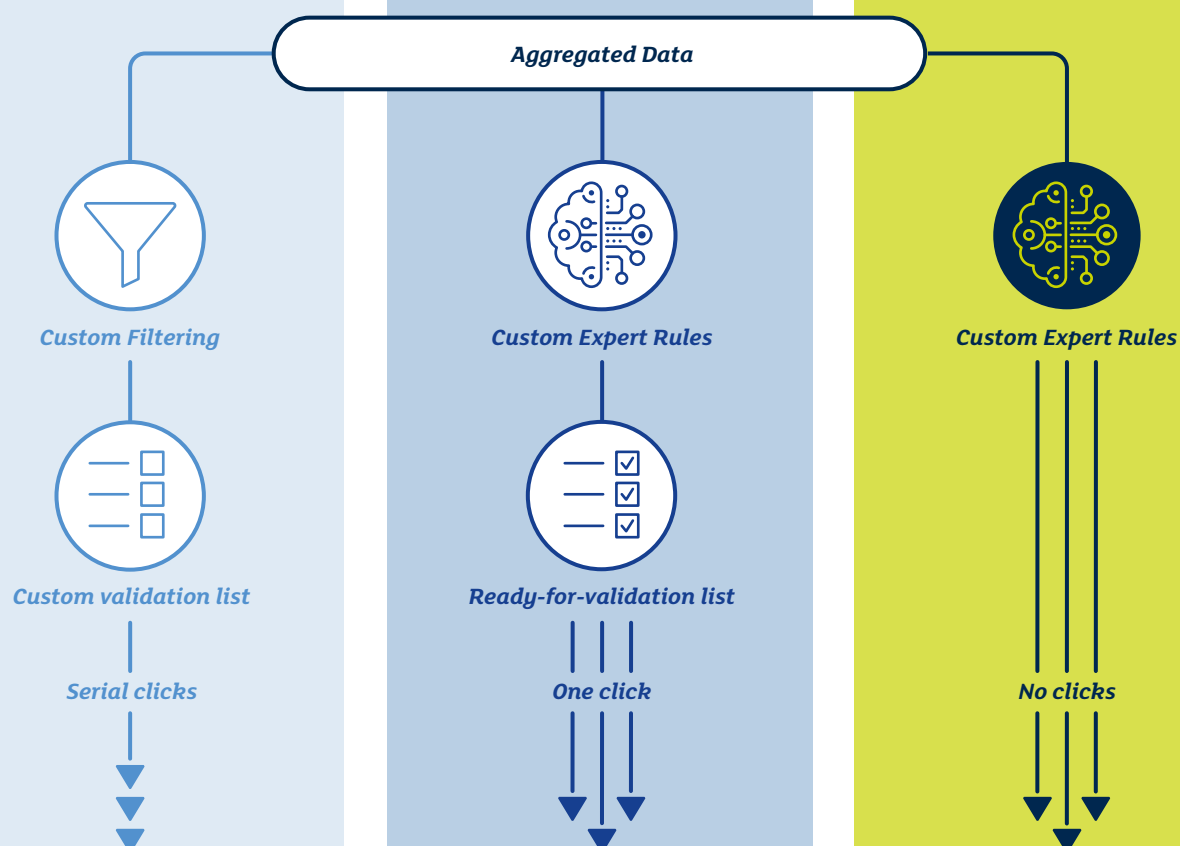 Aggregated Data
Custom Filtering
Custom Expert Rules
Custom Expert Rules
Custom validation list
Ready-for-validation list
Serial clicks
One click
No clicks